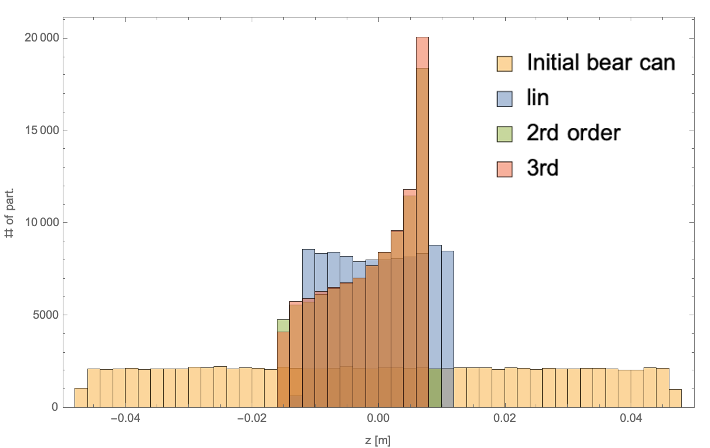 20 000
15 000
10 000
5000
0
# of part.
−0.04
−0.02
0.00
0.02
0.04
z [m]
Initial bear can
lin
2rd order
3rd